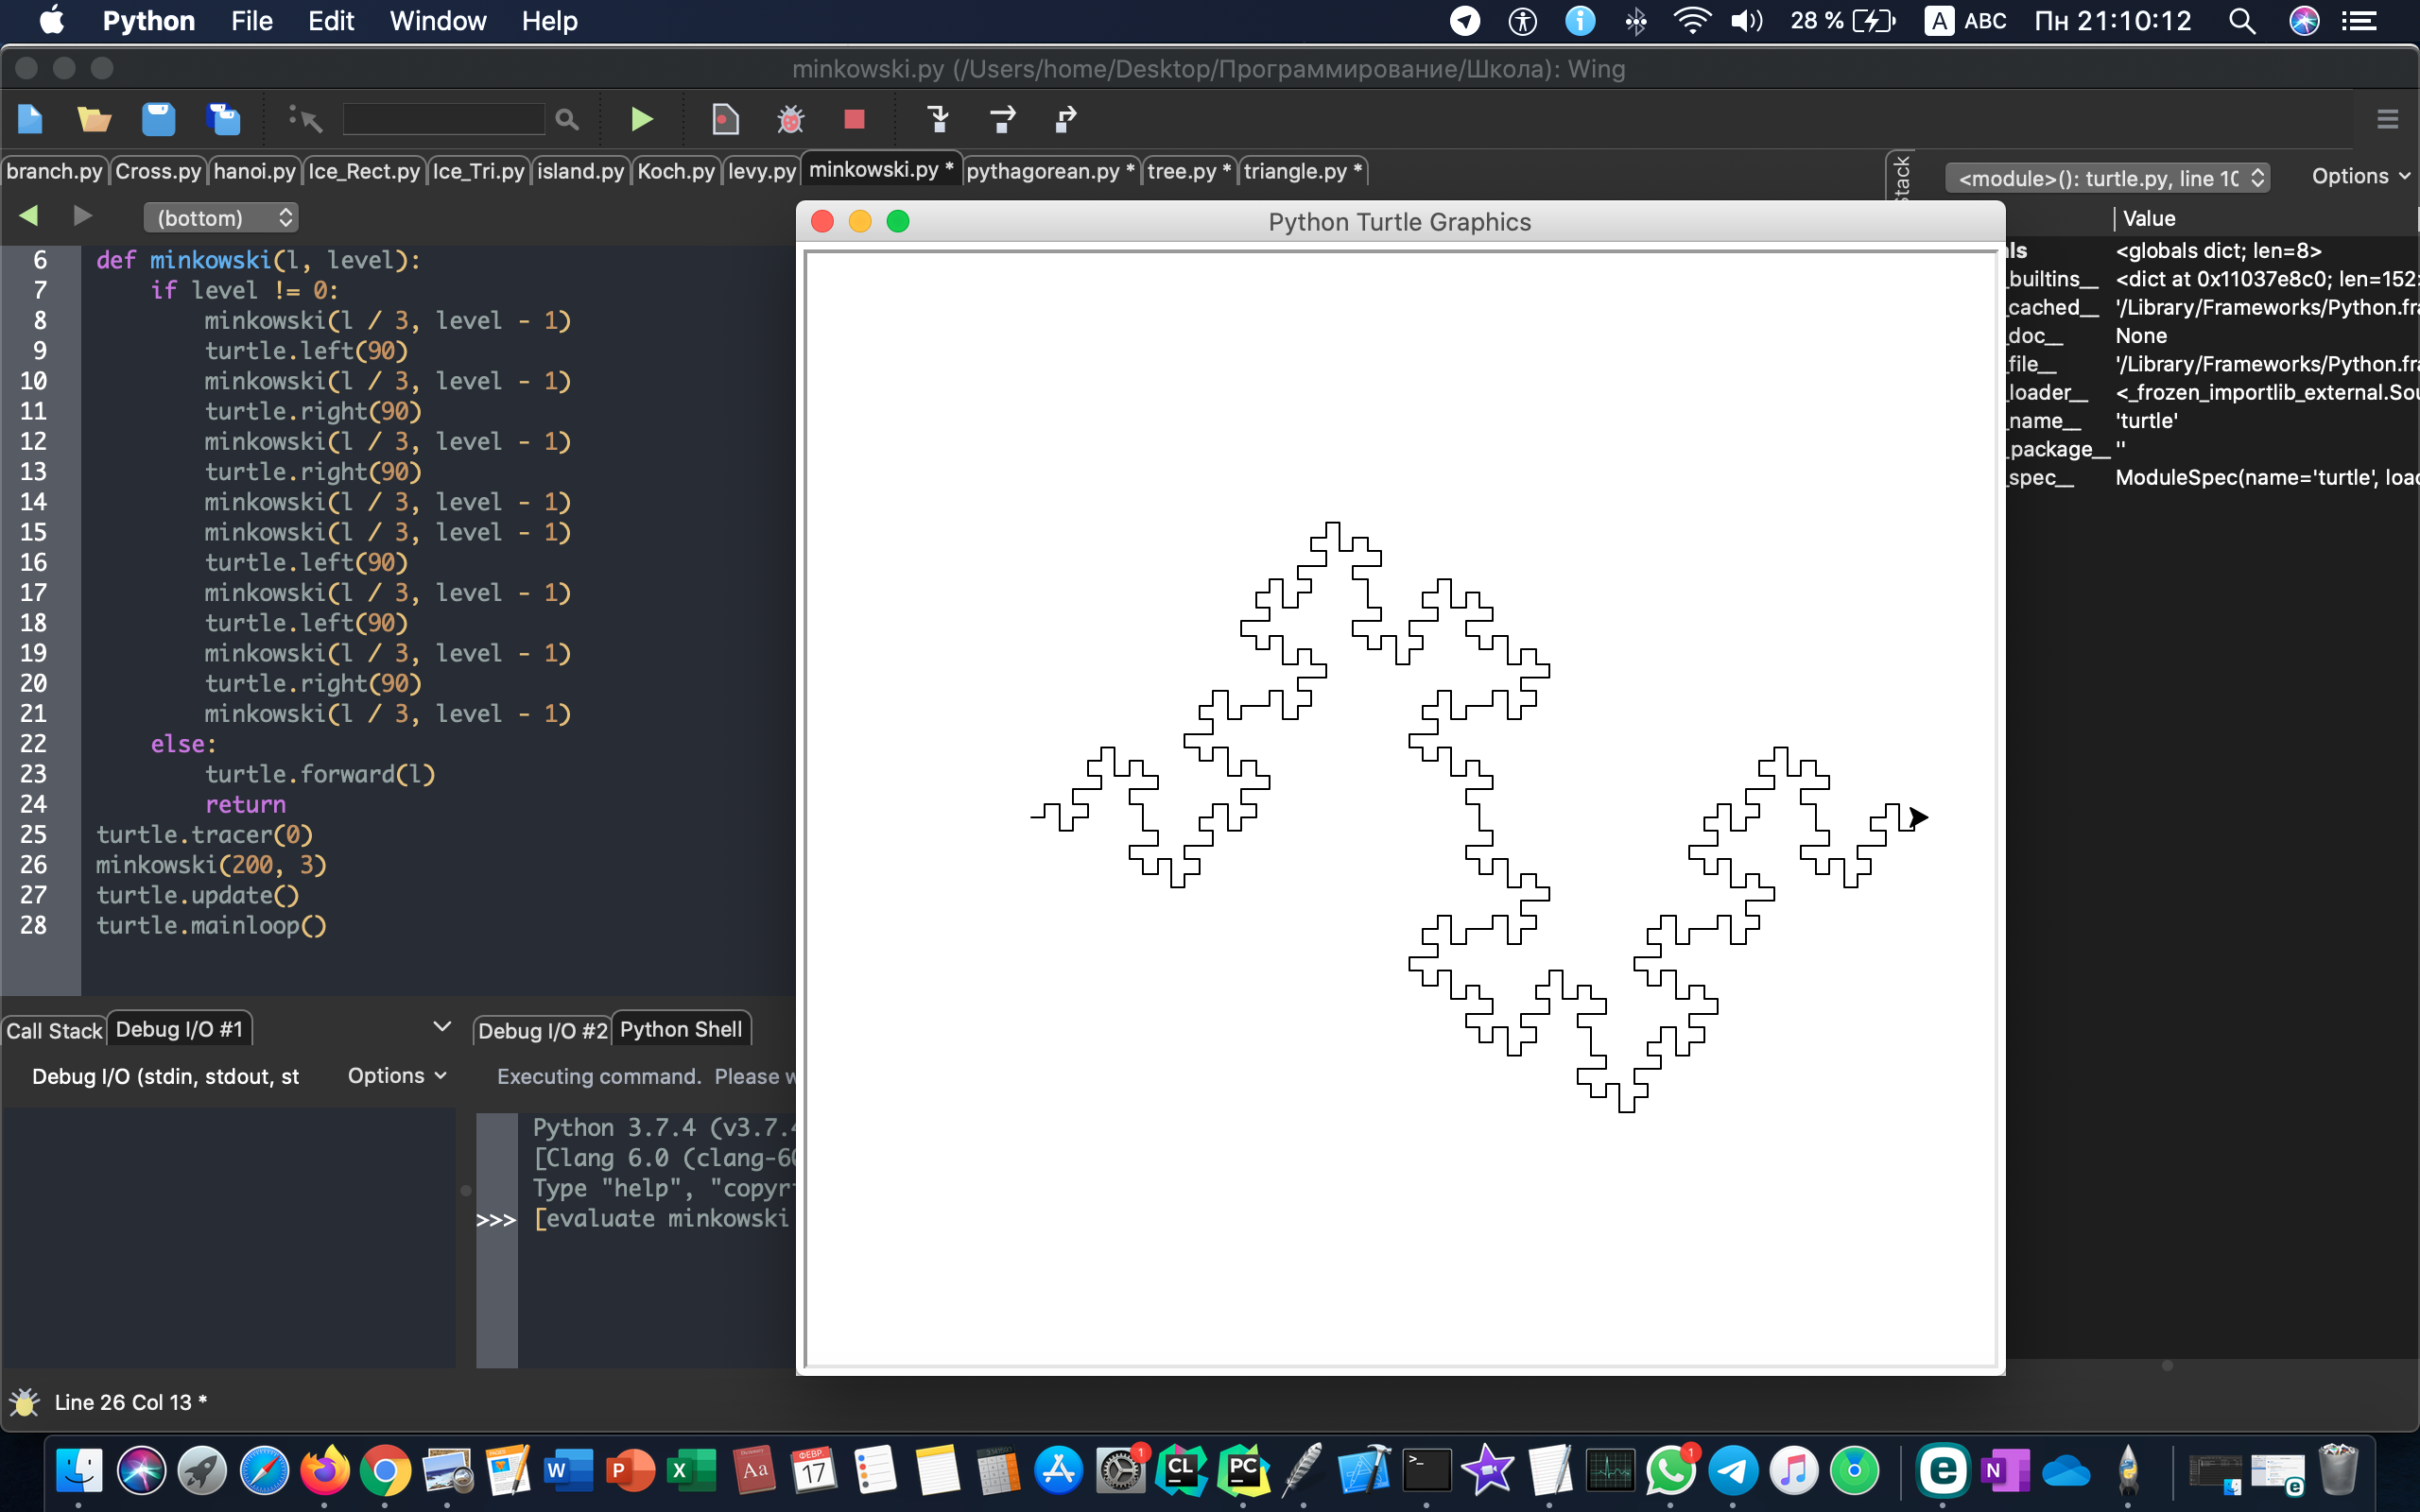 Python File Edit Window Help 28 % A ABC Пн 21:10:12
minkowski.py (/Users/home/Desktop/Программирование/Школа): Wing
branch.py Cross.py hanoi.py Ice_Rect.py Ice_Tri.py island.py Koch.py levy.py minkowski.py * pythagorean.py * tree.py * triangle.py * <module>(): turtle.py, line 1 Options
(bottom)
Python Turtle Graphics
Value
<globals dict; len=8>
_builtins__ <dict at 0x11037e8c0; len=152
_cached__ '/Library/Frameworks/Python.fr
_doc__ None
_file__ '/Library/Frameworks/Python.fr
_loader__ <_frozen_importlib_external.Sou
_name__ 'turtle'
_package__ ''
_spec__ ModuleSpec(name='turtle', loa
6 def minkowski(l, level):
7 if level != 0:
8 minkowski(l / 3, level - 1)
9 turtle.left(90)
10 minkowski(l / 3, level - 1)
11 turtle.right(90)
12 minkowski(l / 3, level - 1)
13 turtle.right(90)
14 minkowski(l / 3, level - 1)
15 minkowski(l / 3, level - 1)
16 turtle.left(90)
17 minkowski(l / 3, level - 1)
18 turtle.left(90)
19 minkowski(l / 3, level - 1)
20 turtle.right(90)
21 minkowski(l / 3, level - 1)
22 else:
23 turtle.forward(l)
24 return
25 turtle.tracer(0)
26 minkowski(200, 3)
27 turtle.update()
28 turtle.mainloop()
Call Stack Debug I/O #1 Debug I/O #2 Python Shell
Debug I/O (stdin, stdout, st Options Executing command. Please w
Python 3.7.4 (v3.7.4
[Clang 6.0 (clang-60
Type "help", "copyr
>>> [evaluate minkowski
Line 26 Col 13 *
W P X Aa ФЕВР. 17 1 CL PC >_ 1 e N